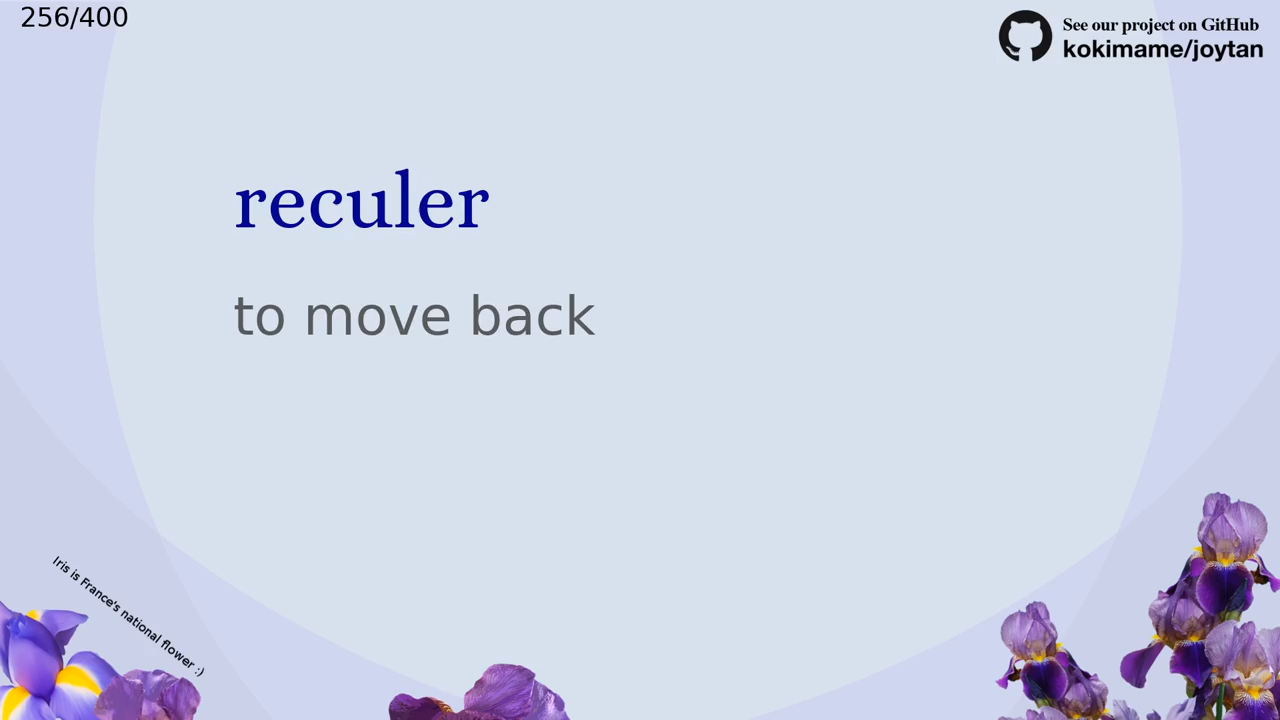 256/400
See our project on GitHub
kokimame/joytan
reculer
to move back
Iris is France's national flower :)